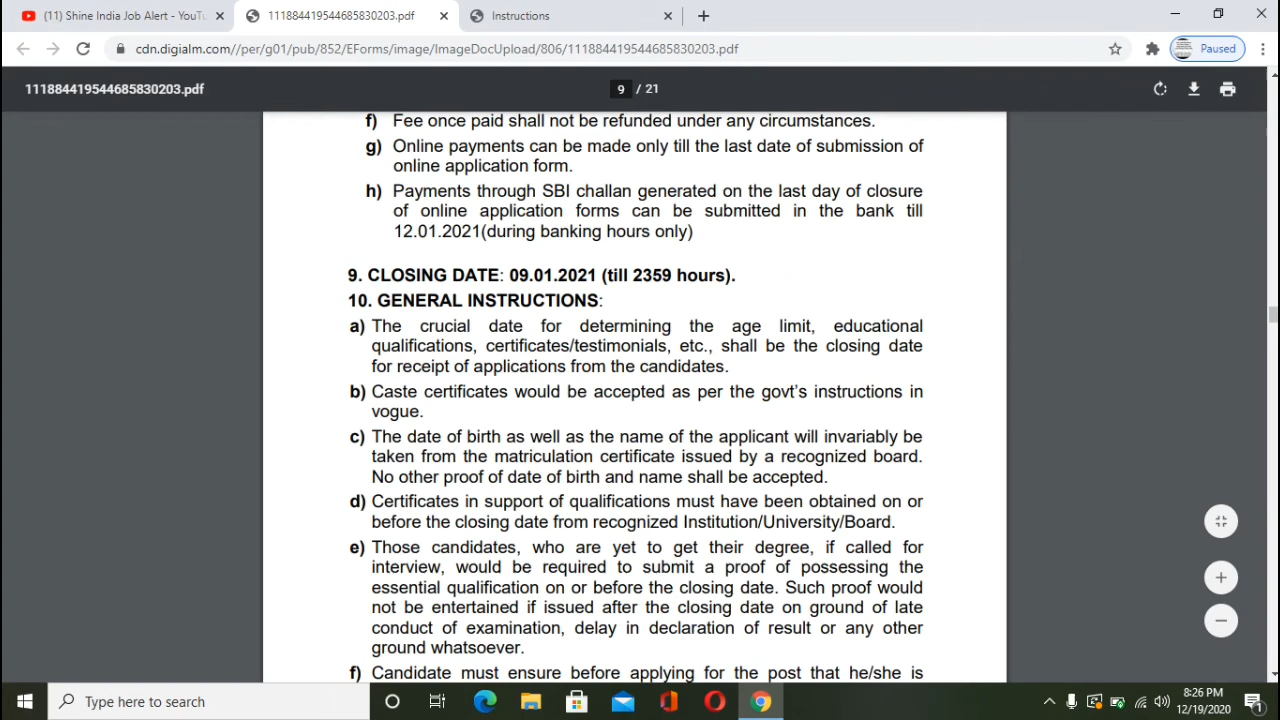 (11) Shine India Job Alert - YouTu
111884419544685830203.pdf
Instructions
cdn.digialm.com//per/g01/pub/852/EForms/image/ImageDocUpload/806/111884419544685830203.pdf
Paused
111884419544685830203.pdf
9 / 21
f) Fee once paid shall not be refunded under any circumstances.
g) Online payments can be made only till the last date of submission of
online application form.
h) Payments through SBI challan generated on the last day of closure
of online application forms can be submitted in the bank till
12.01.2021(during banking hours only)
9. CLOSING DATE: 09.01.2021 (till 2359 hours).
10. GENERAL INSTRUCTIONS:
a) The crucial date for determining the age limit, educational
qualifications, certificates/testimonials, etc., shall be the closing date
for receipt of applications from the candidates.
b) Caste certificates would be accepted as per the govt's instructions in
vogue.
c) The date of birth as well as the name of the applicant will invariably be
taken from the matriculation certificate issued by a recognized board.
No other proof of date of birth and name shall be accepted.
d) Certificates in support of qualifications must have been obtained on or
before the closing date from recognized Institution/University/Board.
e) Those candidates, who are yet to get their degree, if called for
interview, would be required to submit a proof of possessing the
essential qualification on or before the closing date. Such proof would
not be entertained if issued after the closing date on ground of late
conduct of examination, delay in declaration of result or any other
ground whatsoever.
f) Candidate must ensure before applying for the post that he/she is
Type here to search
8:26 PM
12/19/2020
1